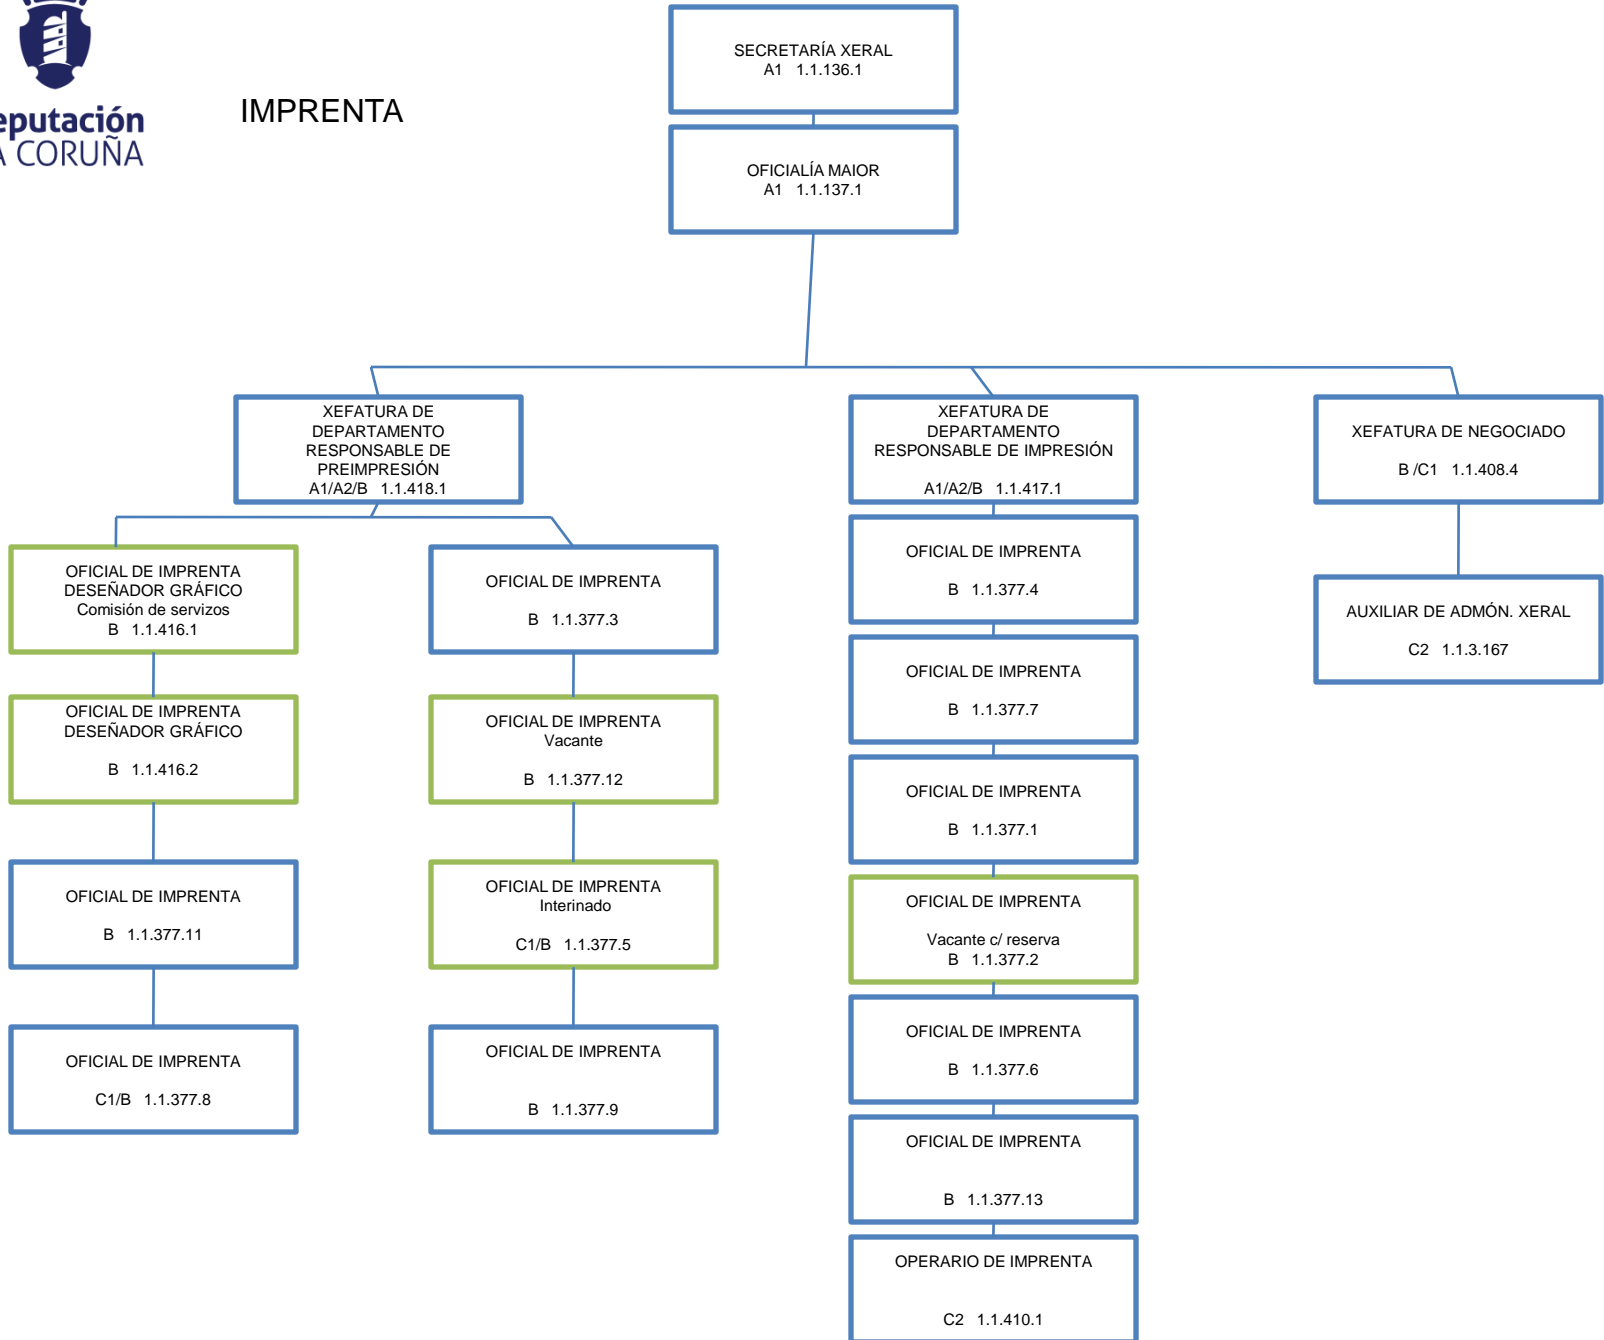 eputación
A CORUÑA
IMPRENTA
SECRETARÍA XERAL
A1 1.1.136.1
OFICIALÍA MAIOR
A1 1.1.137.1
XEFATURA DE
DEPARTAMENTO
RESPONSABLE DE
PREIMPRESIÓN
A1/A2/B 1.1.418.1
XEFATURA DE
DEPARTAMENTO
RESPONSABLE DE IMPRESIÓN
A1/A2/B 1.1.417.1
XEFATURA DE NEGOCIADO
B /C1 1.1.408.4
OFICIAL DE IMPRENTA
DESEÑADOR GRÁFICO
Comisión de servizos
B 1.1.416.1
OFICIAL DE IMPRENTA
DESEÑADOR GRÁFICO
B 1.1.416.2
OFICIAL DE IMPRENTA
B 1.1.377.11
OFICIAL DE IMPRENTA
C1/B 1.1.377.8
OFICIAL DE IMPRENTA
B 1.1.377.3
OFICIAL DE IMPRENTA
Vacante
B 1.1.377.12
OFICIAL DE IMPRENTA
Interinado
C1/B 1.1.377.5
OFICIAL DE IMPRENTA
B 1.1.377.9
OFICIAL DE IMPRENTA
B 1.1.377.4
OFICIAL DE IMPRENTA
B 1.1.377.7
OFICIAL DE IMPRENTA
B 1.1.377.1
OFICIAL DE IMPRENTA
Vacante c/ reserva
B 1.1.377.2
OFICIAL DE IMPRENTA
B 1.1.377.6
OFICIAL DE IMPRENTA
B 1.1.377.13
OPERARIO DE IMPRENTA
C2 1.1.410.1
AUXILIAR DE ADMÓN. XERAL
C2 1.1.3.167